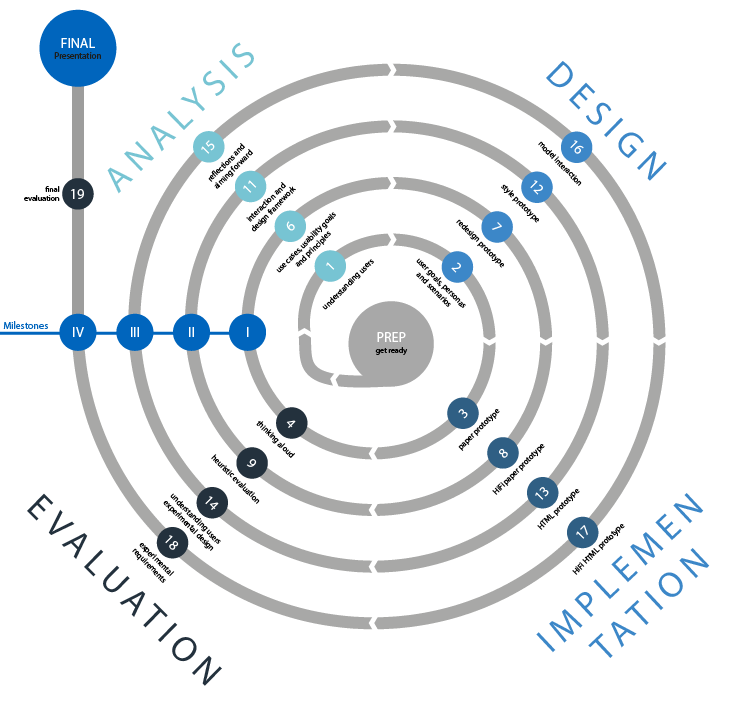 FINAL
Presentation
ANALYSIS
DESIGN
15
reflections and
aiming forward
16
model interaction
11
interaction and
design framework
12
style prototype
19
final
evaluation
6
use cases, usability goals
and principles
7
redesign prototype
1
understanding users
2
user goals, personas
and scenarios
Milestones
IV
III
II
I
PREP
get ready
4
thinking aloud
3
paper prototype
9
heuristic evaluation
8
HiFi paper prototype
14
understanding users
experimental design
13
HTML prototype
18
experimental
requirements
17
HiFi HTML prototype
EVALUATION
IMPLEMEN
TATION